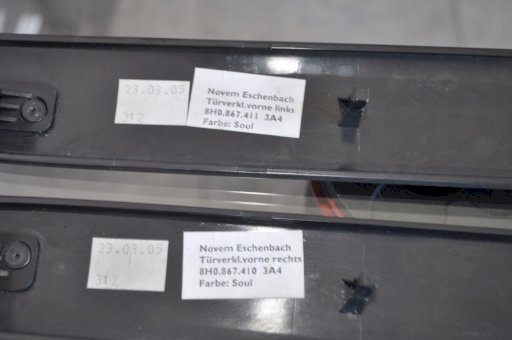 23.03.05
312
Novem Eschenbach
Türverkl.vorne links
8H0.867.411 3A4
Farbe: Soul
23.03.05
312
Novem Eschenbach
Türverkl.vorne rechts
8H0.867.410 3A4
Farbe: Soul